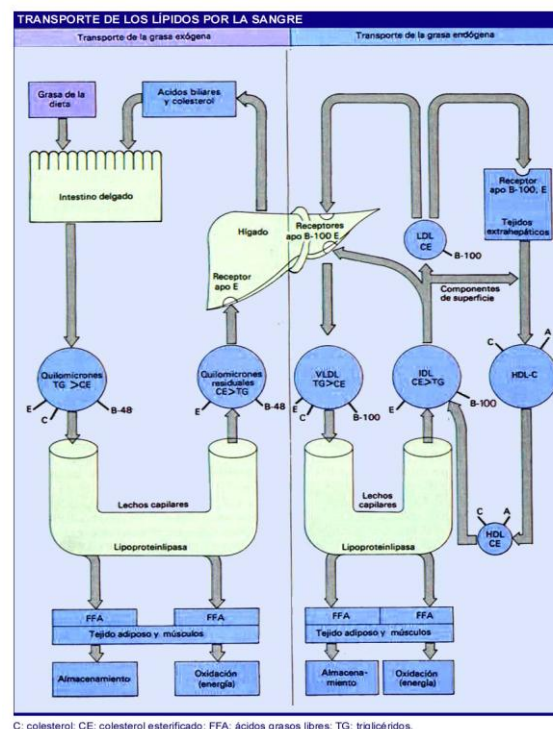 TRANSPORTE DE LOS LÍPIDOS POR LA SANGRE
Transporte de la grasa exógena
Transporte de la grasa endógena
Grasa de la
dieta
Acidos biliares
y colesterol
Intestino delgado
Hígado
Receptor
apo E
Receptores
apo B-100 E
LDL
CE
B-100
Receptor
apo B-100, E
Tejidos
extrahepáticos
Componentes
de superficie
Quilomicrones
TG >CE
E
C
B-48
Quilomicrones
residuales
CE>TG
E
B-48
VLDL
TG>CE
E
C
B-100
IDL
CE>TG
E
B-100
C
A
HDL-C
Lechos capilares
Lipoproteinlipasa
Lechos
capilares
Lipoproteinlipasa
C
A
HDL
CE
FFA
FFA
Tejido adiposo y músculos
FFA
FFA
Tejido adiposo y músculos
Almacenamiento
Oxidación
(energía)
Almacena-
miento
Oxidación
(energía)
C: colesterol; CE: colesterol esterificado; FFA: ácidos grasos libres; TG: triglicéridos.